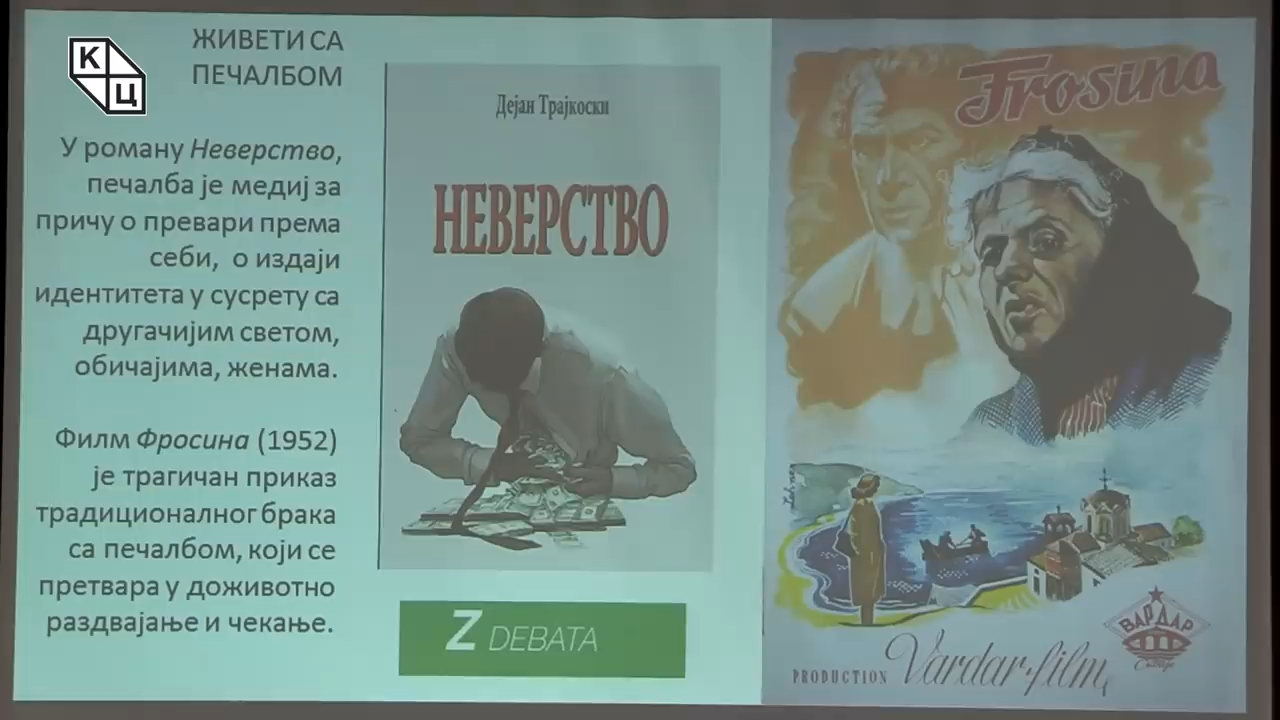 К
Ц
ЖИВЕТИ СА
ПЕЧАЛБОМ
У роману Неверство,
печалба је медиј за
причу о превари према
себи, о издаји
идентитета у сусрету са
другачијим светом,
обичајима, женама.
Филм Фросина (1952)
је трагичан приказ
традиционалног брака
са печалбом, који се
претвара у доживотно
раздвајање и чекање.
Дејан Трајкоски
НЕВЕРСТВО
Z DEBATA
Frosina
PRODUCTION Vardar-film
ВАРДАР